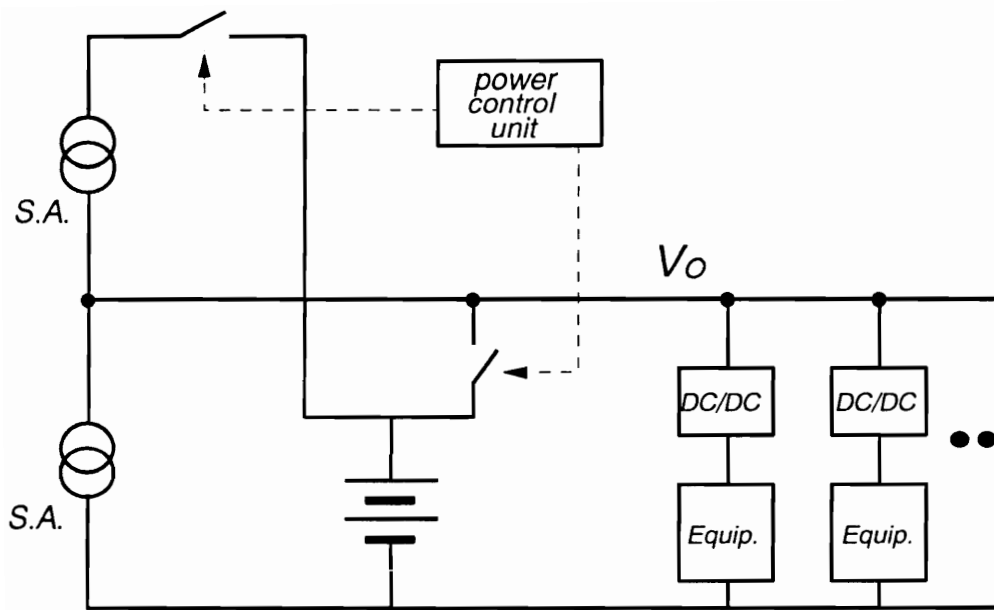 power
control
unit
S.A.
Vo
DC/DC
DC/DC
S.A.
Equip.
Equip.